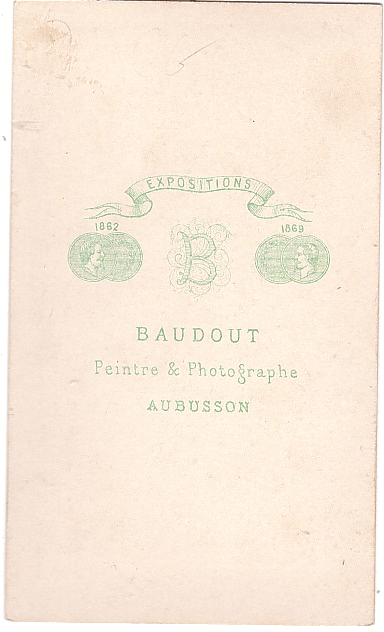 EXPOSITIONS
1862
1869
B
BAUDOUT
Peintre & Photographe
AUBUSSON